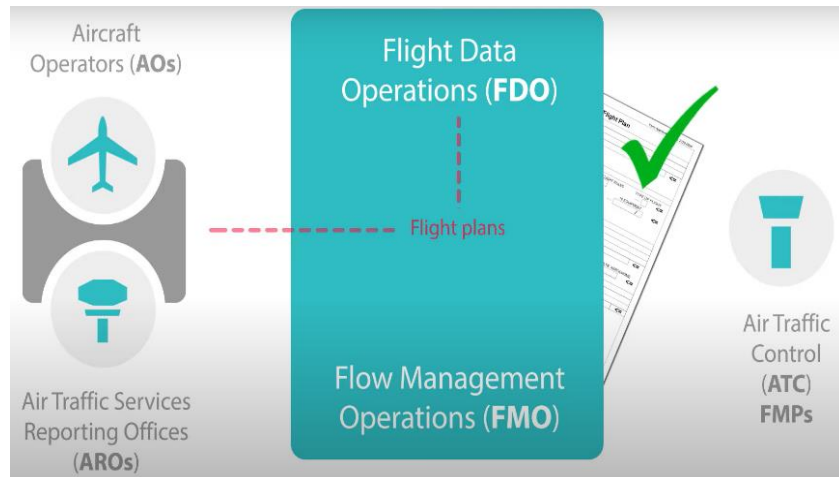 Aircraft
Operators (AOs)
Air Traffic Services
Reporting Offices
(AROs)
Flight Data
Operations (FDO)
Flight plans
Flow Management
Operations (FMO)
Flight Plan
Air Traffic
Control
(ATC)
FMPs